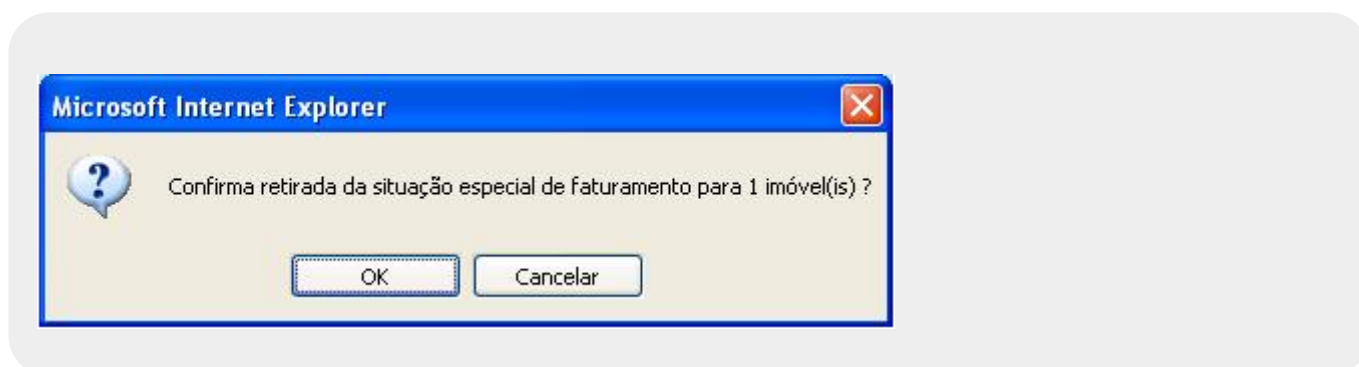 Microsoft Internet Explorer
Confirma retirada da situação especial de faturamento para 1 imóvel(is) ?
OK
Cancelar